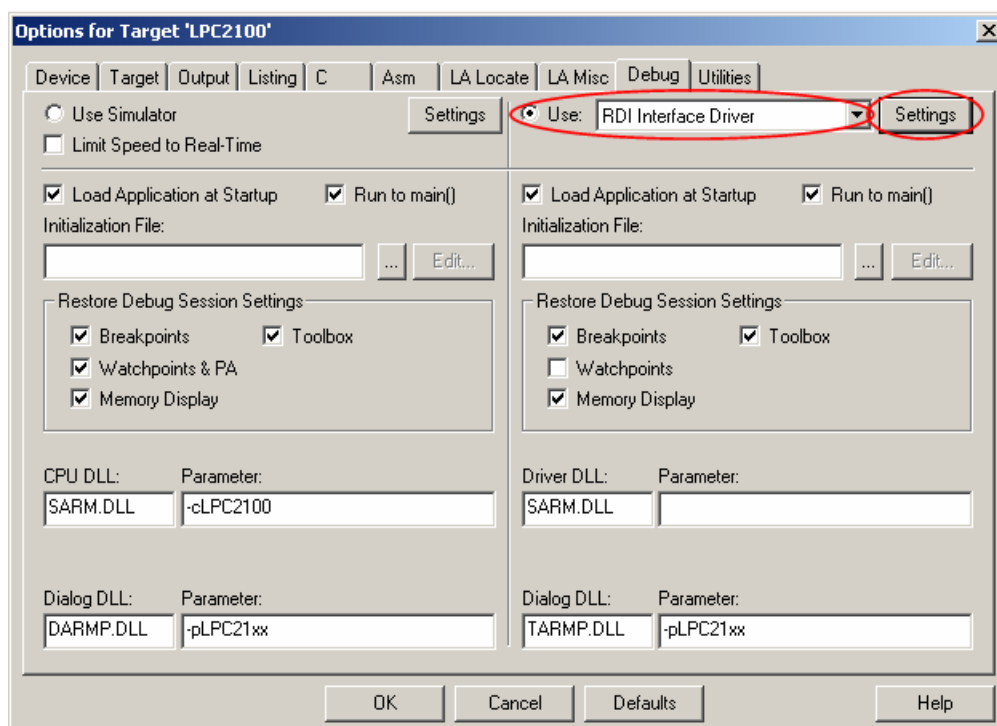 Options for Target 'LPC2100'
Device Target Output Listing C Asm LA Locate LA Misc Debug Utilities
Use Simulator Settings
Limit Speed to Real-Time
Use: RDI Interface Driver Settings
Load Application at Startup Run to main()
Initialization File:
... Edit...
Restore Debug Session Settings
Breakpoints Toolbox
Watchpoints & PA
Memory Display
CPU DLL: Parameter:
SARM.DLL -cLPC2100
Dialog DLL: Parameter:
DARMP.DLL -pLPC21xx
Load Application at Startup Run to main()
Initialization File:
... Edit...
Restore Debug Session Settings
Breakpoints Toolbox
Watchpoints
Memory Display
Driver DLL: Parameter:
SARM.DLL
Dialog DLL: Parameter:
TARMP.DLL -pLPC21xx
OK Cancel Defaults Help